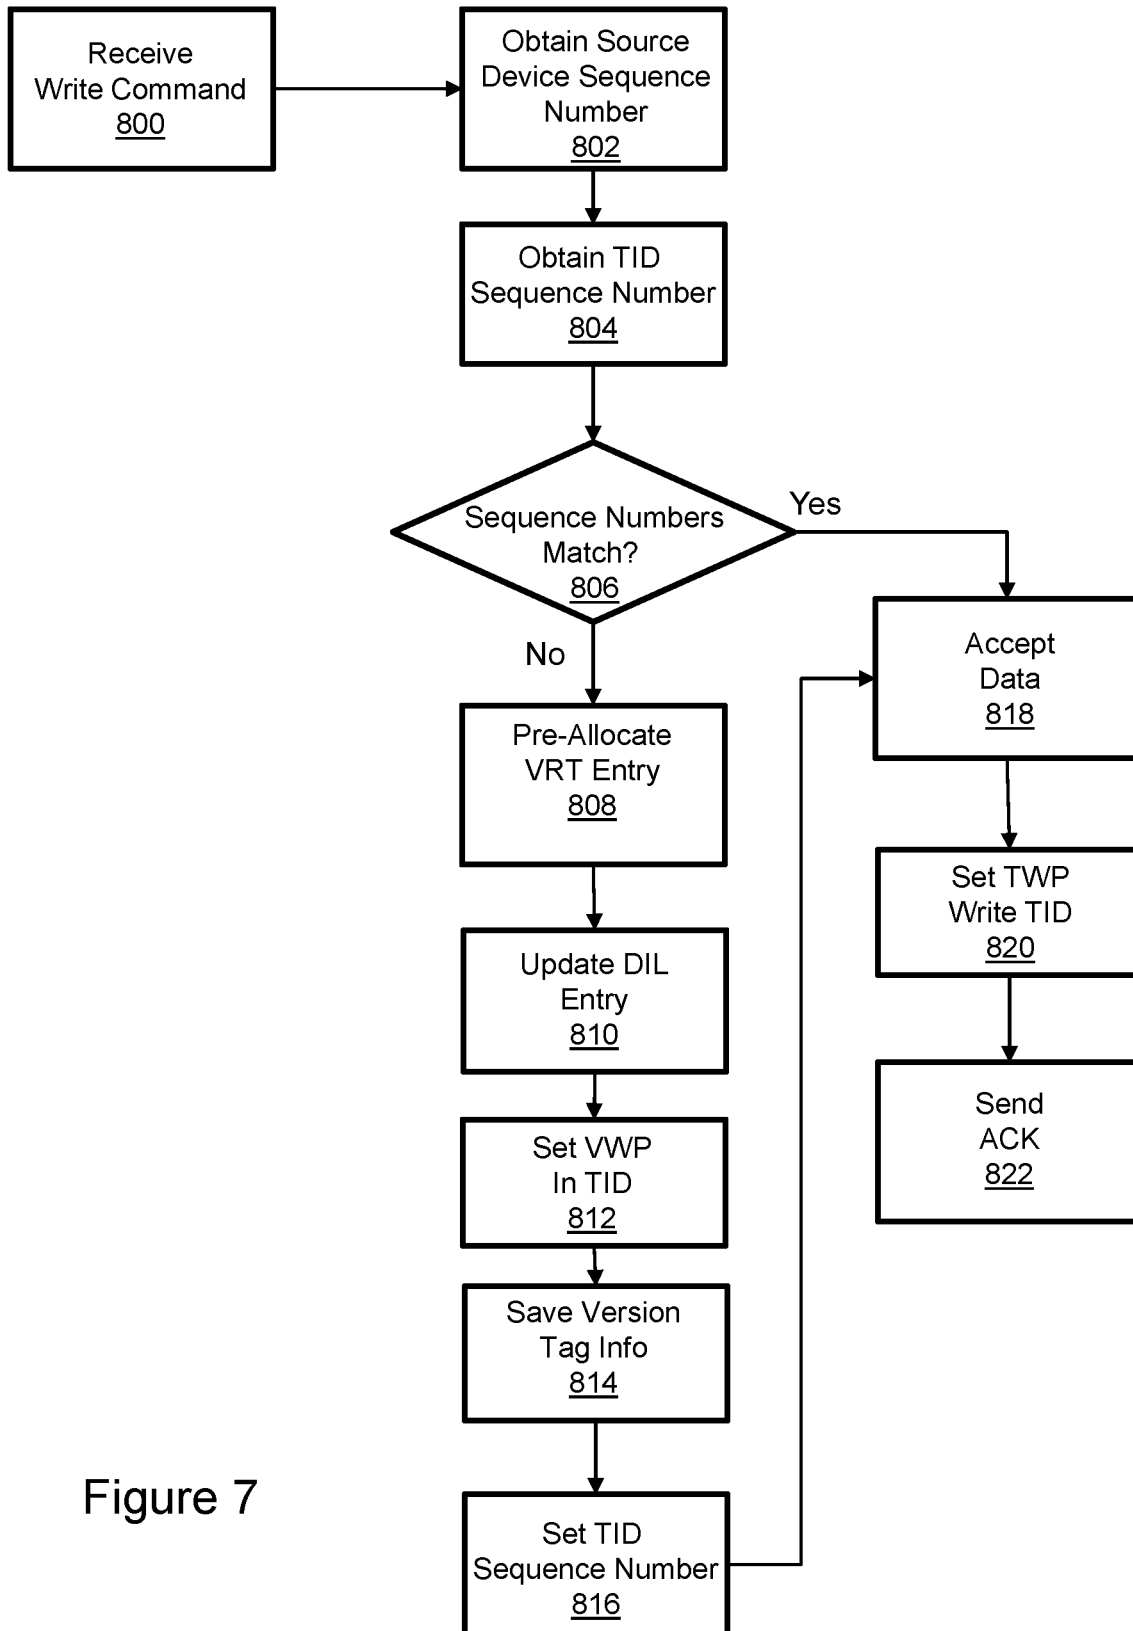 Receive
Write Command
800
Obtain Source
Device Sequence
Number
802
Obtain TID
Sequence Number
804
Sequence Numbers
Match?
806
Yes
No
Pre-Allocate
VRT Entry
808
Update DIL
Entry
810
Set VWP
In TID
812
Save Version
Tag Info
814
Set TID
Sequence Number
816
Accept
Data
818
Set TWP
Write TID
820
Send
ACK
822
Figure 7